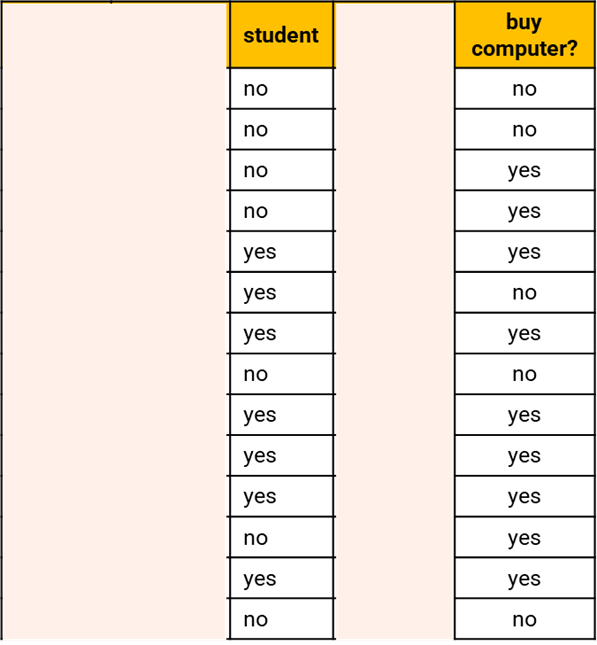 student buy
computer?
no no
no no
no yes
no yes
yes yes
yes no
yes yes
no no
yes yes
yes yes
yes yes
no yes
yes yes
no no